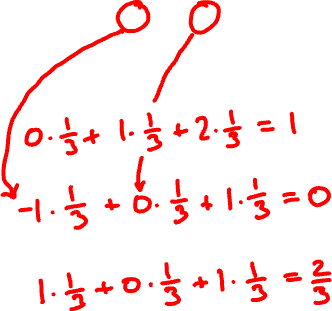 0·1/3 + 1·1/3 + 2·1/3 = 1
-1·1/3 + 0·1/3 + 1·1/3 = 0
1·1/3 + 0·1/3 + 1·1/3 = 2/3